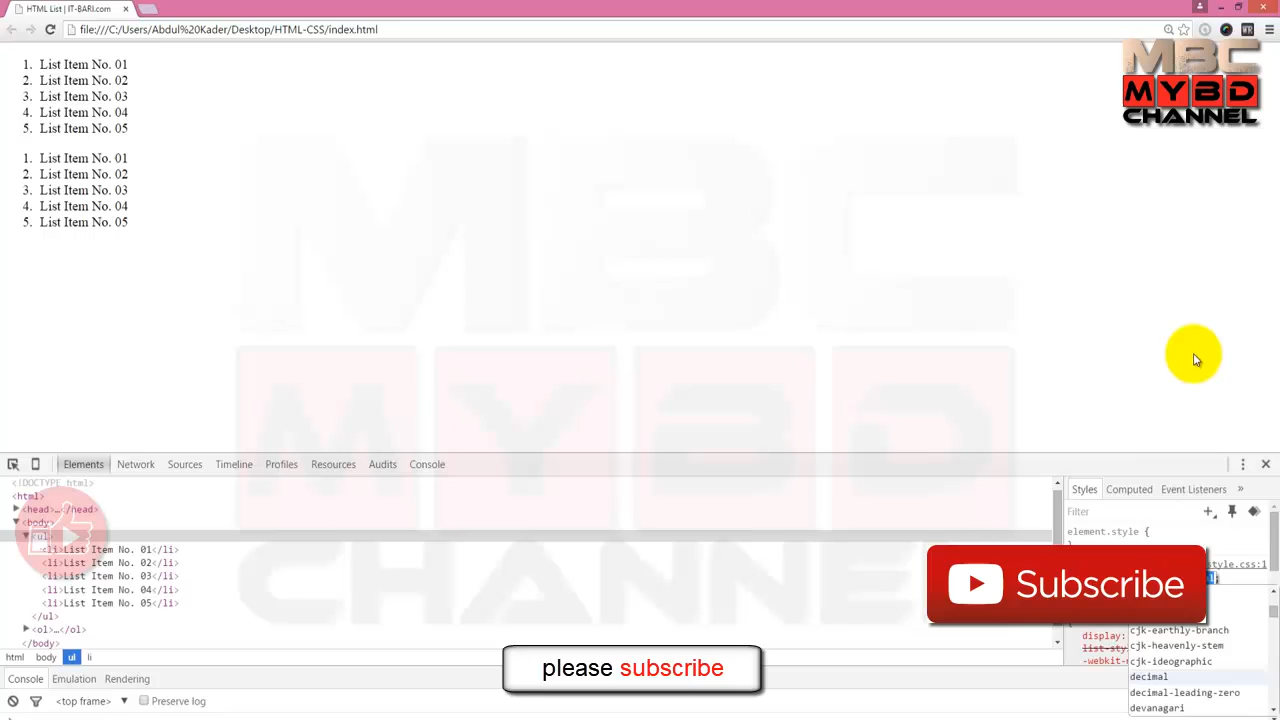 HTML List | IT-BARI.com
file:///C:/Users/Abdul%20Kader/Desktop/HTML-CSS/index.html
MBC
MYBD
CHANNEL
1. List Item No. 01
2. List Item No. 02
3. List Item No. 03
4. List Item No. 04
5. List Item No. 05
1. List Item No. 01
2. List Item No. 02
3. List Item No. 03
4. List Item No. 04
5. List Item No. 05
MBC
MYBD
CHANNEL
Elements Network Sources Timeline Profiles Resources Audits Console
<!DOCTYPE html>
<html>
<head>…</head>
<body>
<ul>
<li>List Item No. 01</li>
<li>List Item No. 02</li>
<li>List Item No. 03</li>
<li>List Item No. 04</li>
<li>List Item No. 05</li>
</ul>
<ol>…</ol>
</body>
html body ul li
Styles Computed Event Listeners »
Filter
element.style {
style.css:1
Subscribe
cjk-earthly-branch
display:
cjk-heavenly-stem
cjk-ideographic
decimal
decimal-leading-zero
devanagari
please subscribe
Console Emulation Rendering
<top frame> ▼ Preserve log